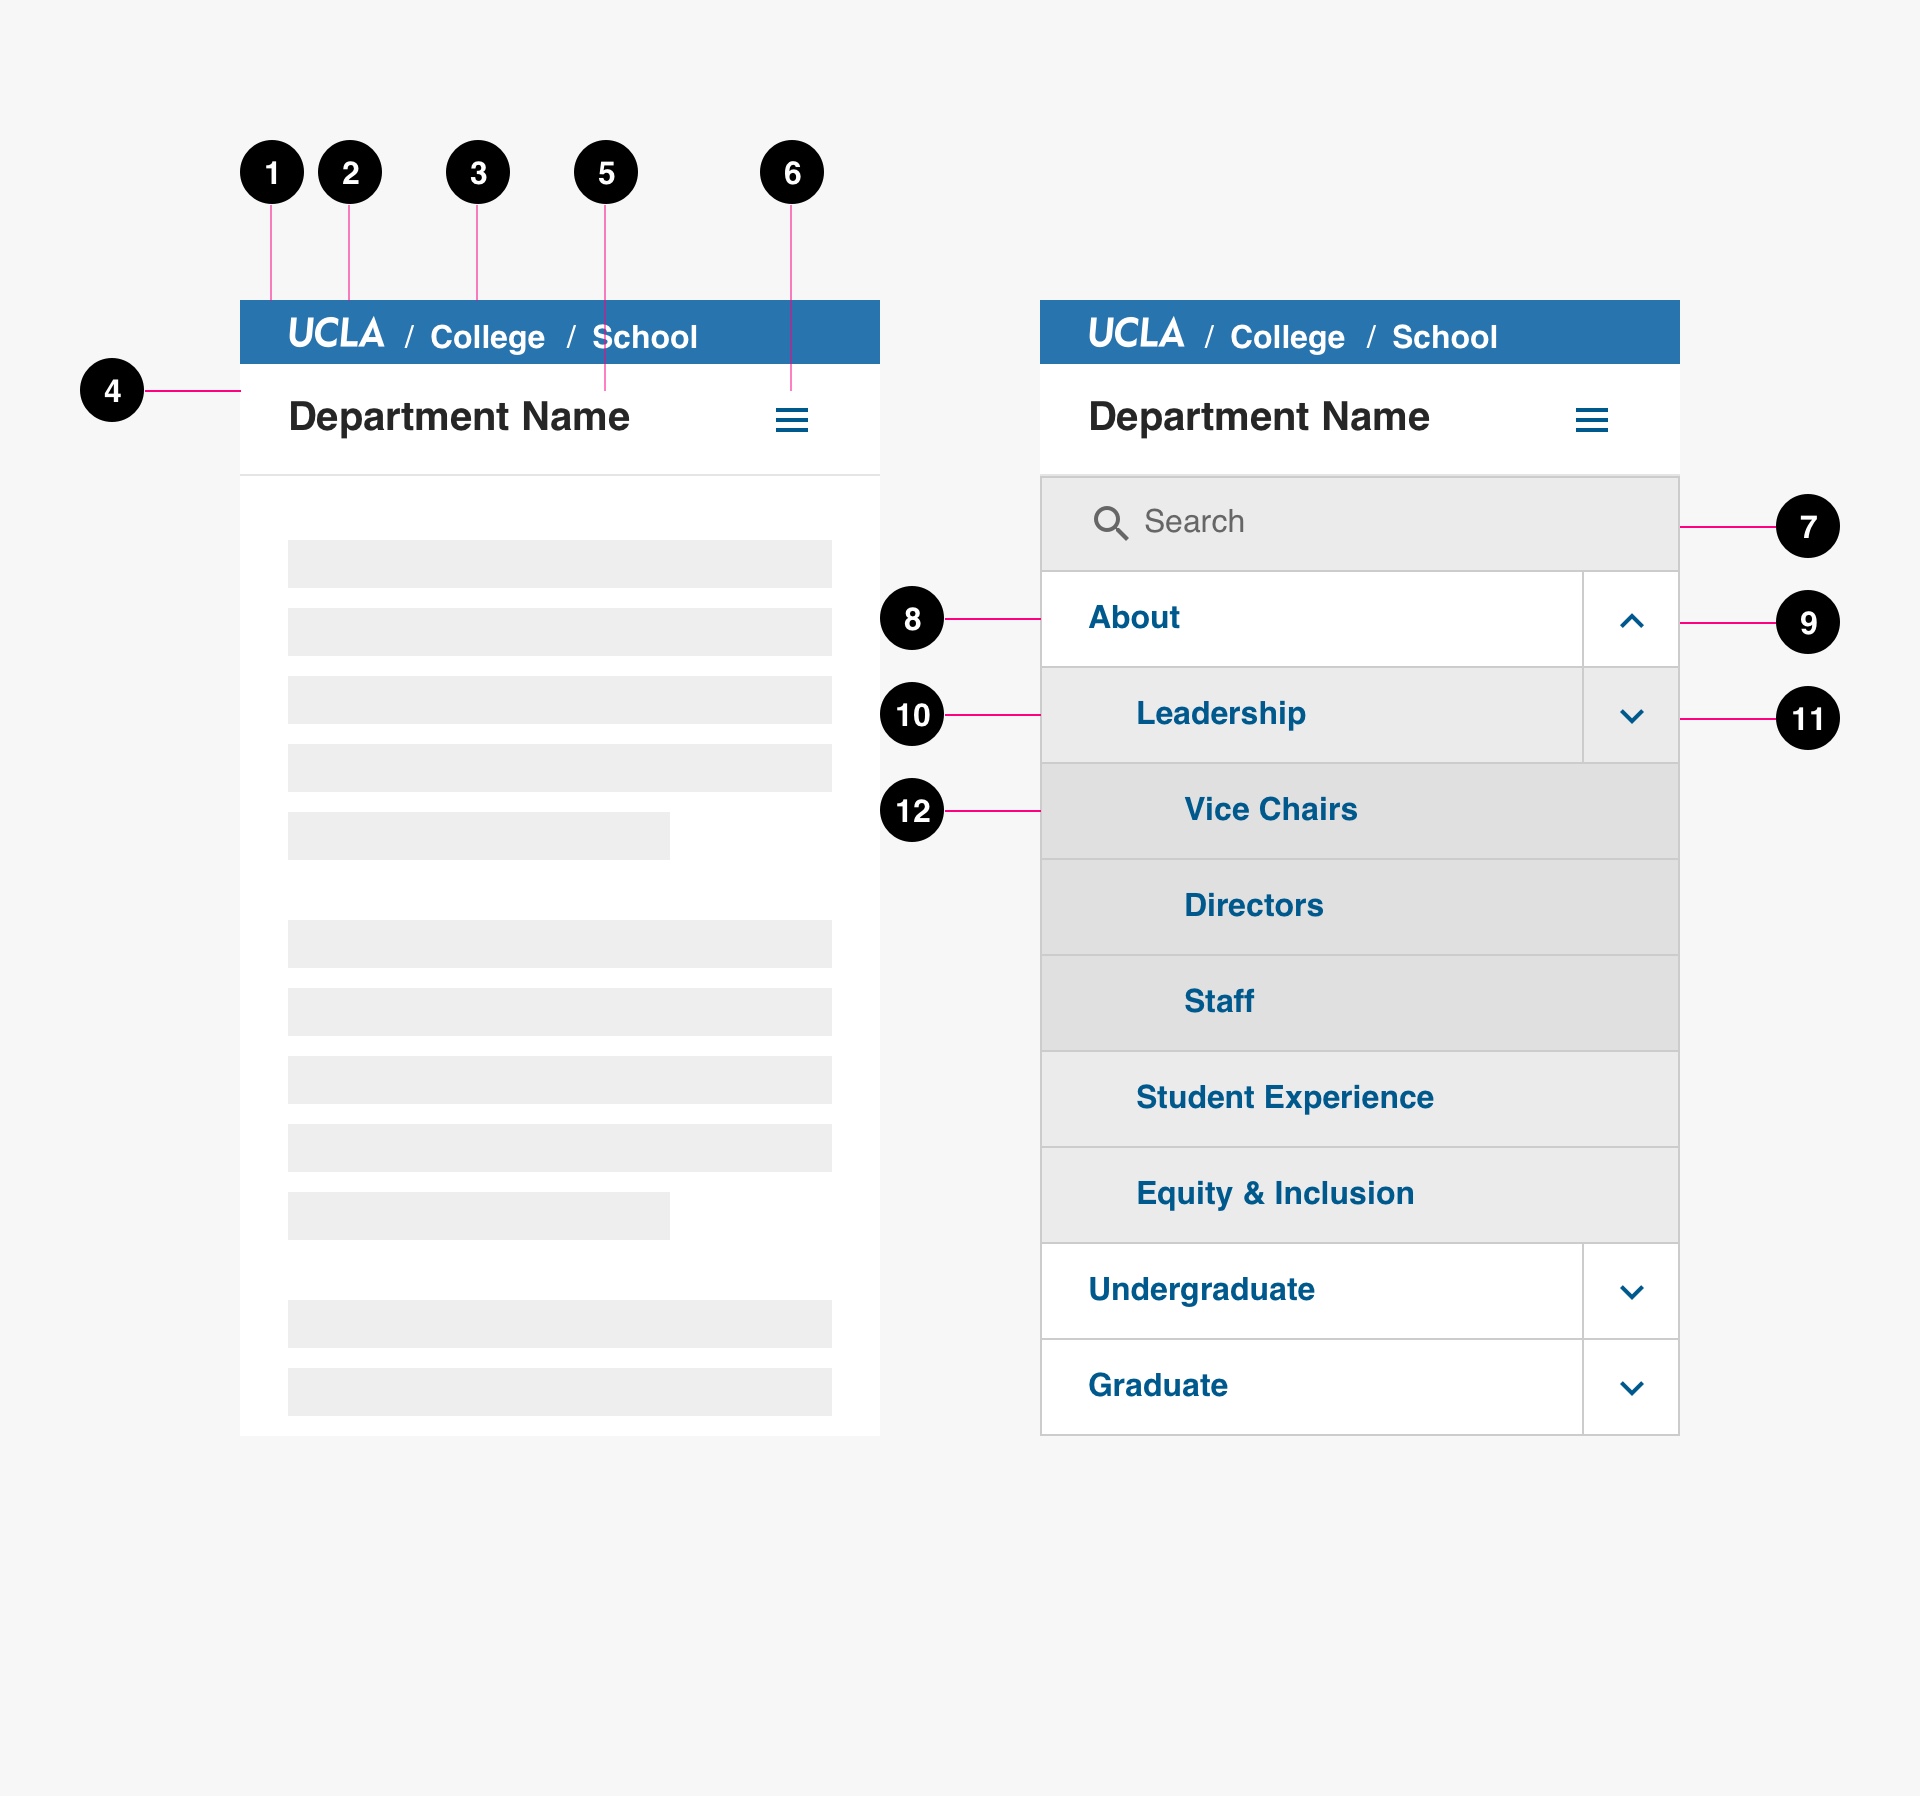 1 2 3 5 6
UCLA / College / School
4
Department Name
UCLA / College / School
Department Name
Search
7
8
About
9
10
Leadership
11
12
Vice Chairs
Directors
Staff
Student Experience
Equity & Inclusion
Undergraduate
Graduate